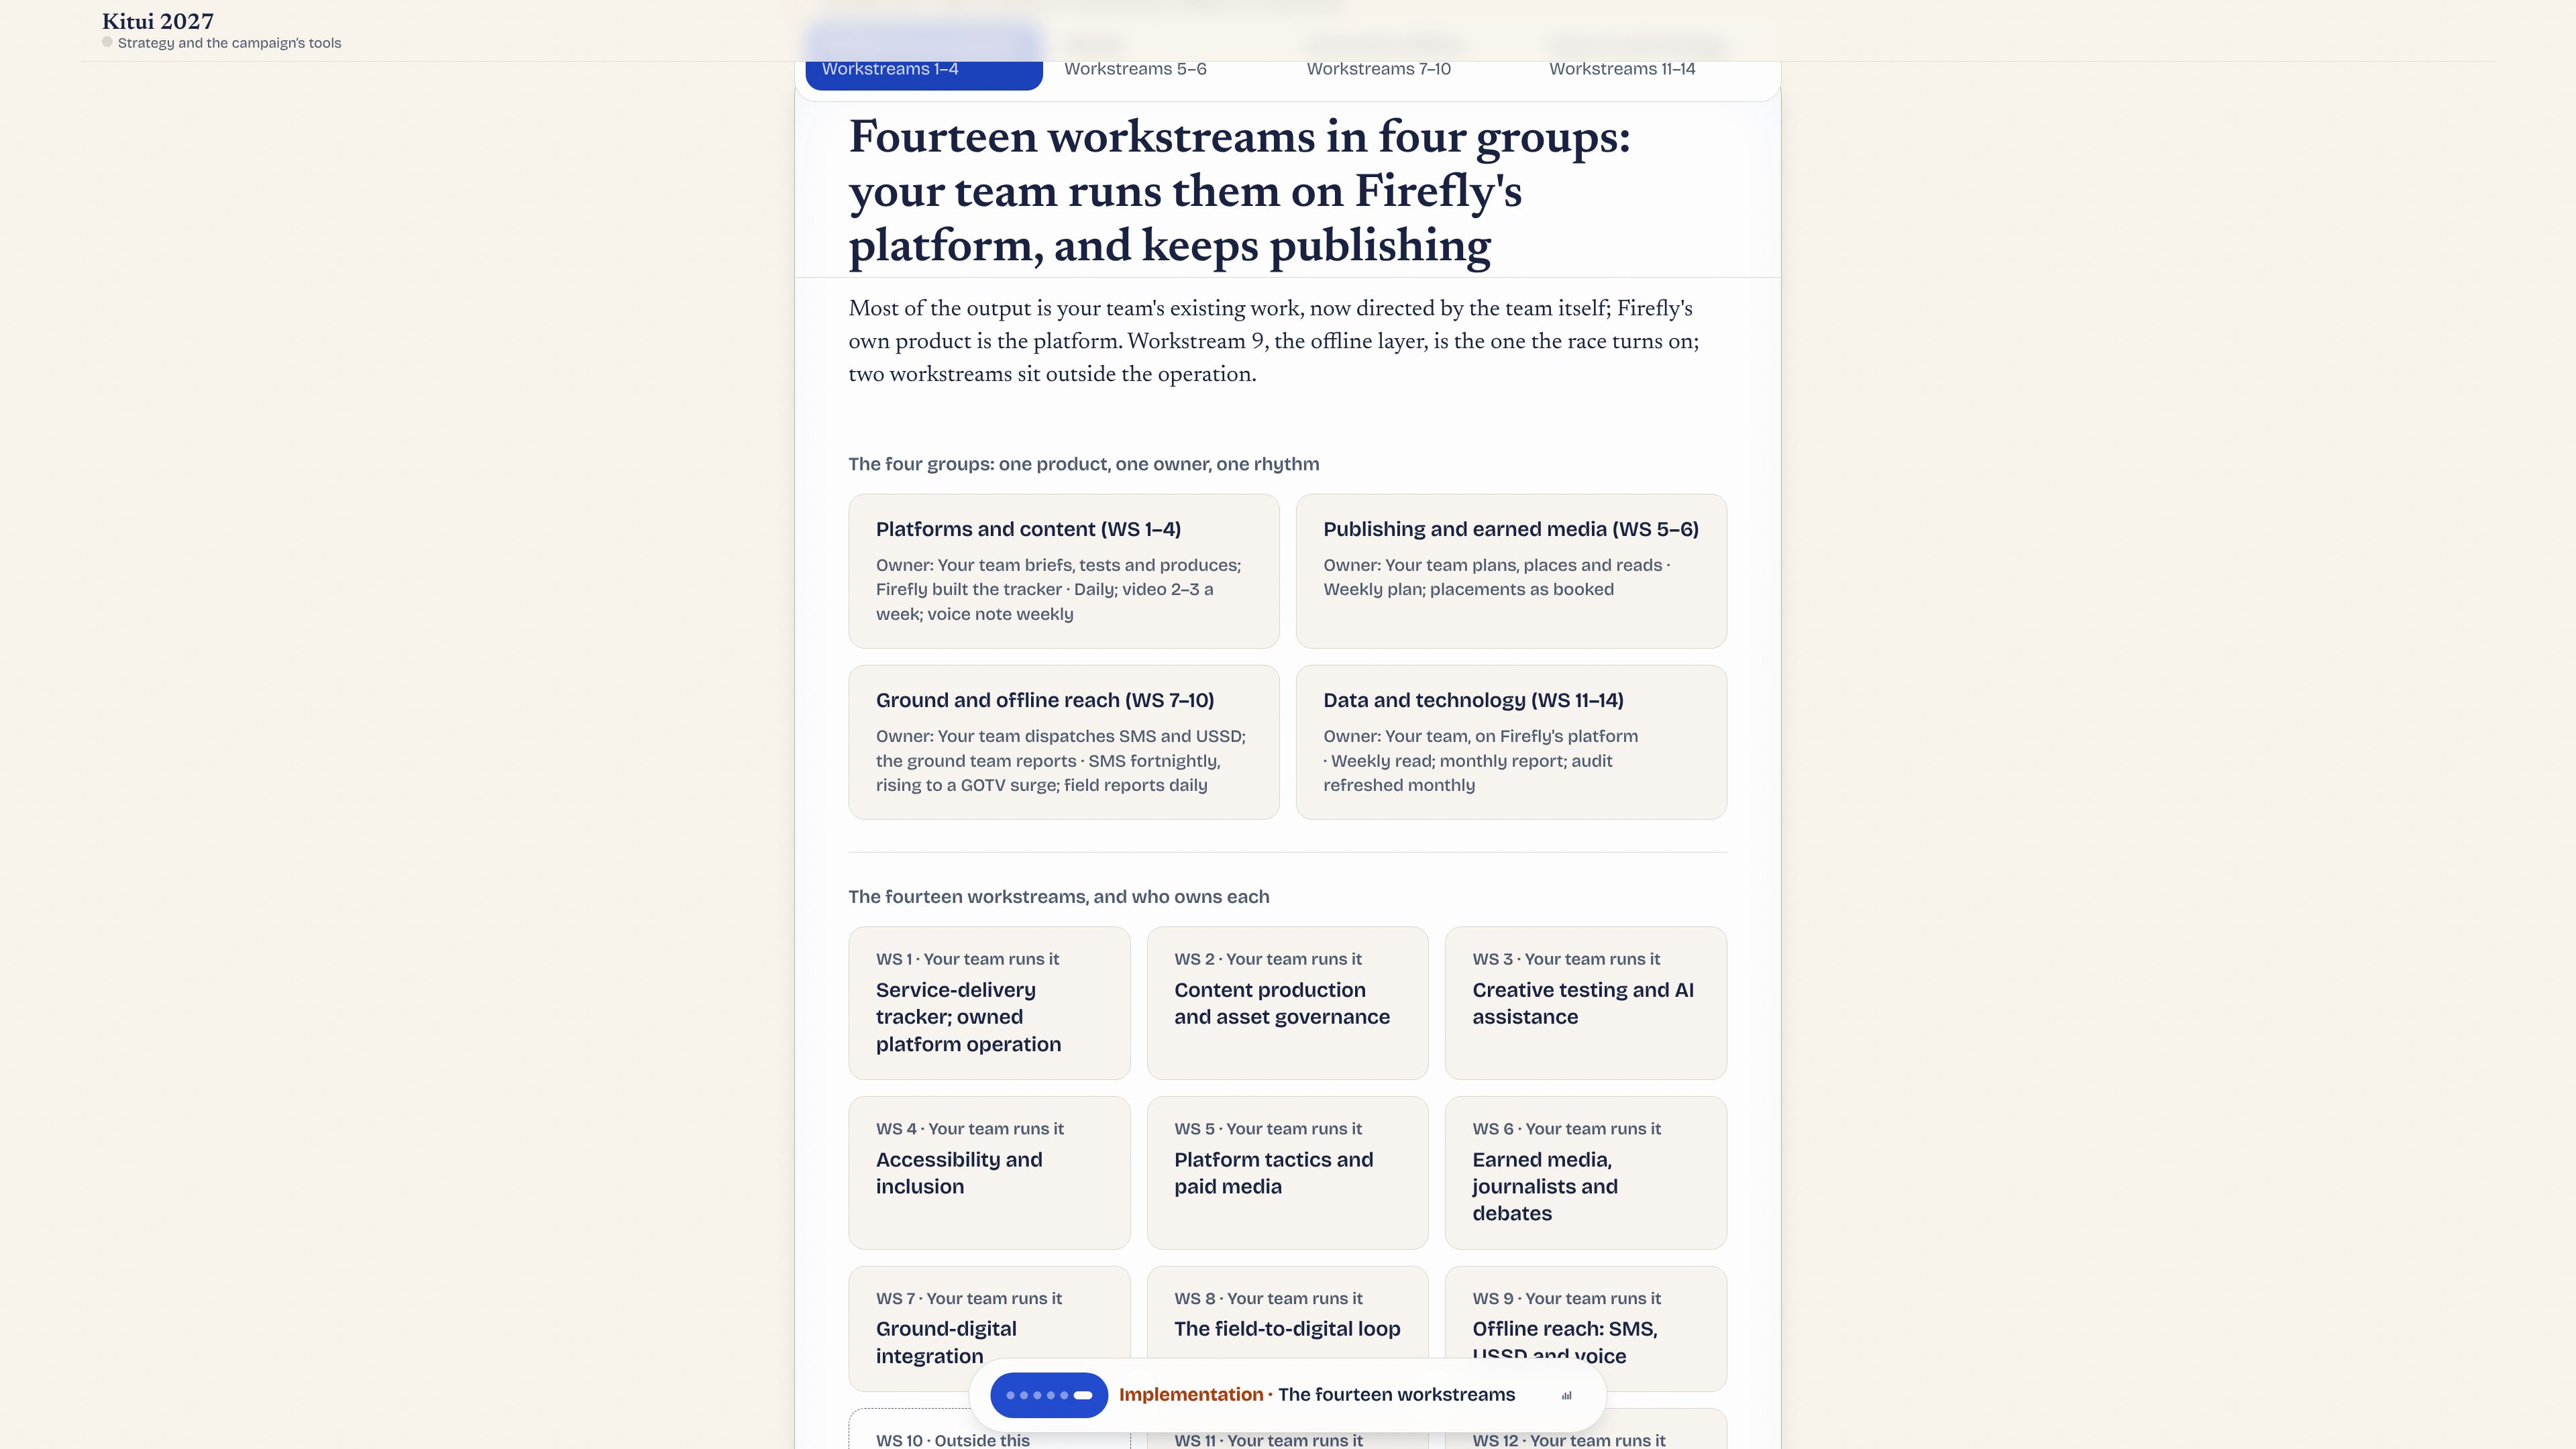 Kitui 2027
Strategy and the campaign's tools
Workstreams 1–4
Workstreams 5–6
Workstreams 7–10
Workstreams 11–14
Fourteen workstreams in four groups:
your team runs them on Firefly's
platform, and keeps publishing
Most of the output is your team's existing work, now directed by the team itself; Firefly's
own product is the platform. Workstream 9, the offline layer, is the one the race turns on;
two workstreams sit outside the operation.
The four groups: one product, one owner, one rhythm
Platforms and content (WS 1–4)
Owner: Your team briefs, tests and produces;
Firefly built the tracker · Daily; video 2–3 a
week; voice note weekly
Publishing and earned media (WS 5–6)
Owner: Your team plans, places and reads ·
Weekly plan; placements as booked
Ground and offline reach (WS 7–10)
Owner: Your team dispatches SMS and USSD;
the ground team reports · SMS fortnightly,
rising to a GOTV surge; field reports daily
Data and technology (WS 11–14)
Owner: Your team, on Firefly's platform
· Weekly read; monthly report; audit
refreshed monthly
The fourteen workstreams, and who owns each
WS 1 · Your team runs it
Service-delivery
tracker; owned
platform operation
WS 2 · Your team runs it
Content production
and asset governance
WS 3 · Your team runs it
Creative testing and AI
assistance
WS 4 · Your team runs it
Accessibility and
inclusion
WS 5 · Your team runs it
Platform tactics and
paid media
WS 6 · Your team runs it
Earned media,
journalists and
debates
WS 7 · Your team runs it
Ground-digital
integration
WS 8 · Your team runs it
The field-to-digital loop
WS 9 · Your team runs it
Offline reach: SMS,
USSD and voice
Implementation · The fourteen workstreams
WS 10 · Outside this
WS 11 · Your team runs it
WS 12 · Your team runs it